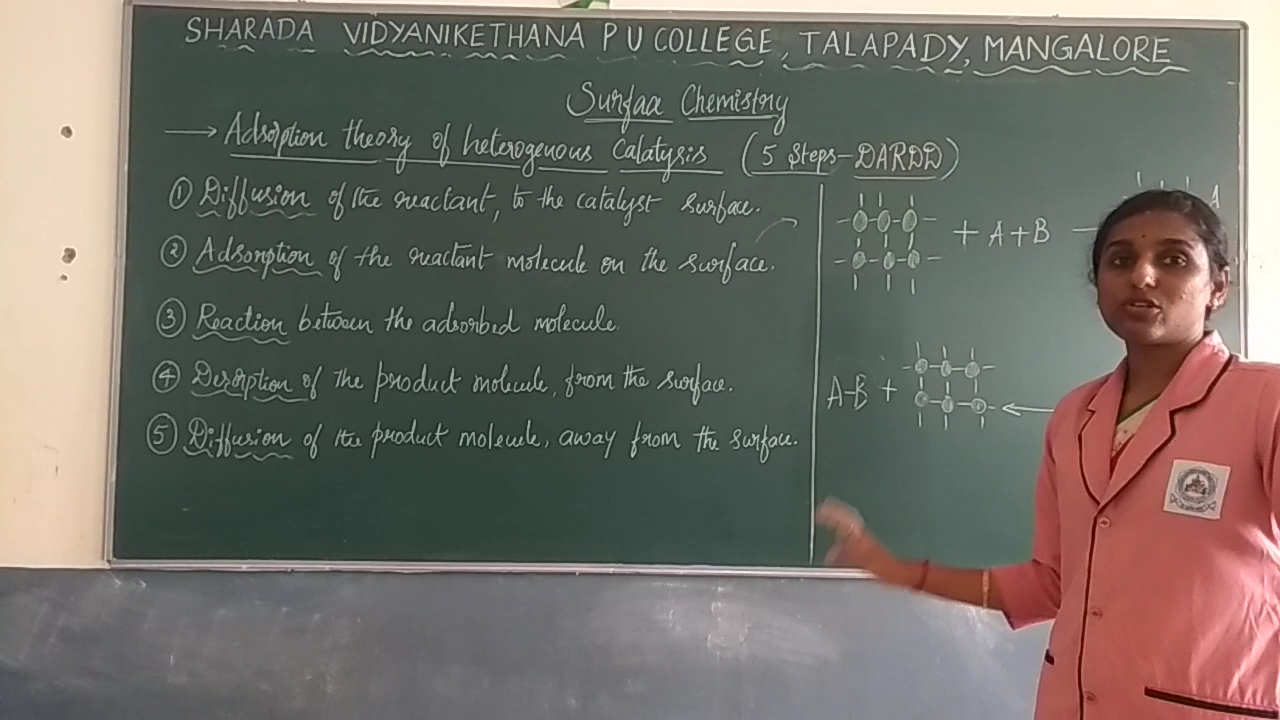 SHARADA VIDYANIKETHANA P U COLLEGE, TALAPADY, MANGALORE
Surfaa Chemistry
→ Adsorption theory of heterogenous Catalysis (5 Steps-DARDD)
① Diffusion of the reactant, to the catalyst surface.
② Adsorption of the reactant molecule on the surface.
③ Reaction between the adsorbed molecule.
④ Desorption of the product molecule, from the surface.
⑤ Diffusion of the product molecule, away from the surface.
+ A+B
A
A-B +